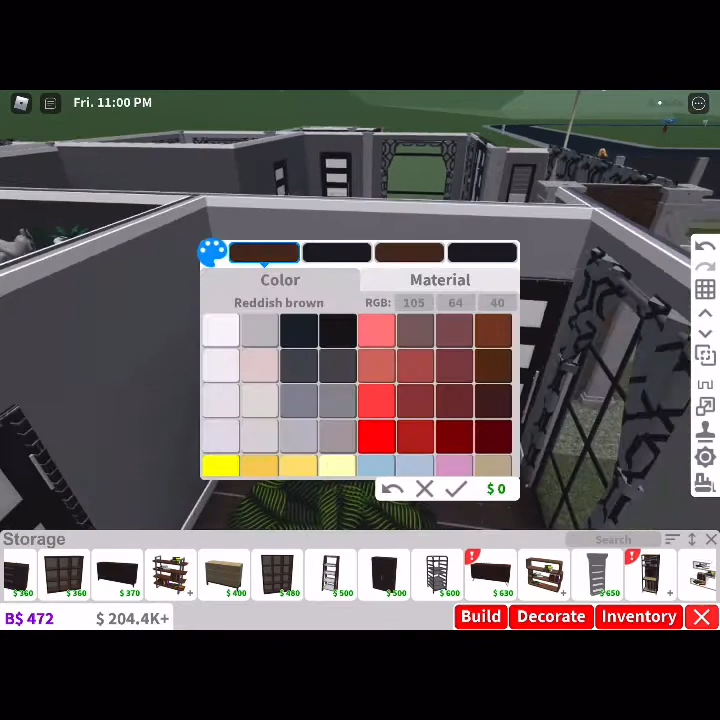 Fri. 11:00 PM
Color
Material
Reddish brown
RGB: 105 64 40
$ 0
Storage
Search
$ 360
$ 360
$ 370
+
$ 400
$ 480
$ 500
$ 500
$ 600
!
$ 630
+
$ 650
!
+
B$ 472
$ 204.4K+
Build
Decorate
Inventory